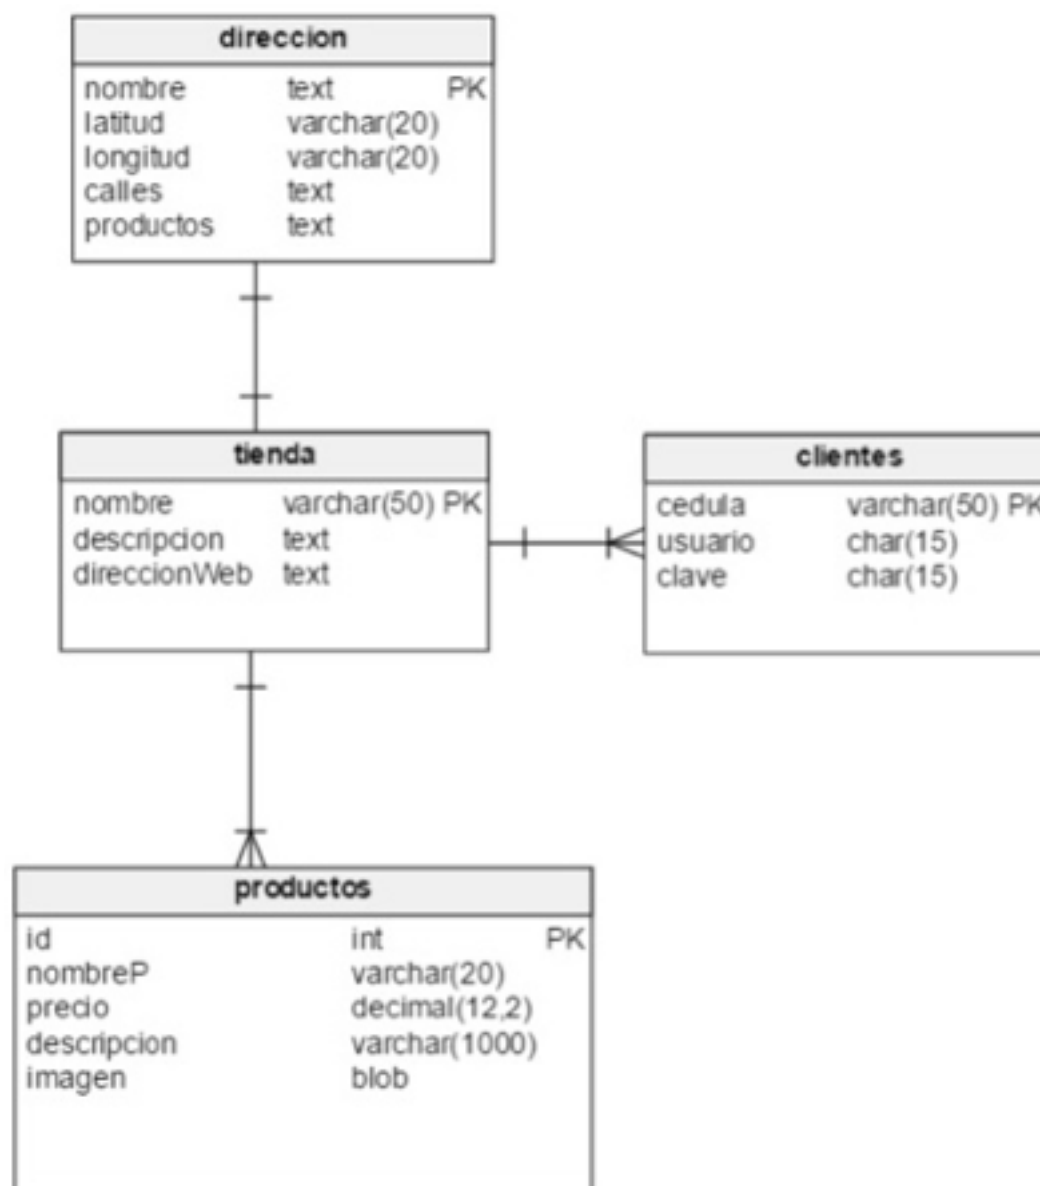 direccion
nombre text PK
latitud varchar(20)
longitud varchar(20)
calles text
productos text
tienda
nombre varchar(50) PK
descripcion text
direccionWeb text
clientes
cedula varchar(50) PK
usuario char(15)
clave char(15)
productos
id int PK
nombreP varchar(20)
precio decimal(12,2)
descripcion varchar(1000)
imagen blob